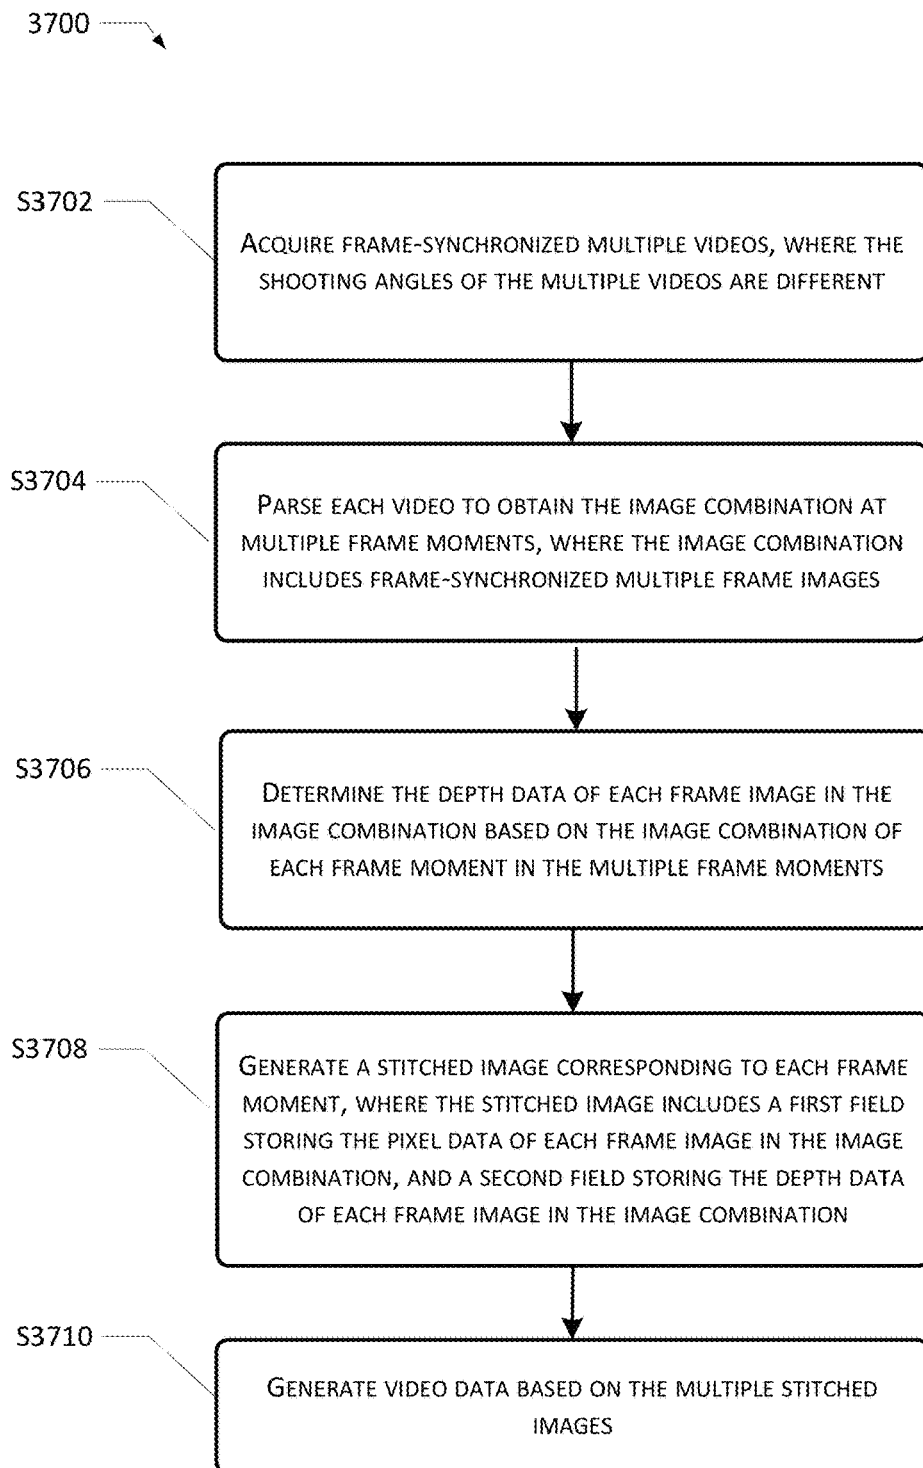 3700
S3702
ACQUIRE FRAME-SYNCHRONIZED MULTIPLE VIDEOS, WHERE THE
SHOOTING ANGLES OF THE MULTIPLE VIDEOS ARE DIFFERENT
S3704
PARSE EACH VIDEO TO OBTAIN THE IMAGE COMBINATION AT
MULTIPLE FRAME MOMENTS, WHERE THE IMAGE COMBINATION
INCLUDES FRAME-SYNCHRONIZED MULTIPLE FRAME IMAGES
S3706
DETERMINE THE DEPTH DATA OF EACH FRAME IMAGE IN THE
IMAGE COMBINATION BASED ON THE IMAGE COMBINATION OF
EACH FRAME MOMENT IN THE MULTIPLE FRAME MOMENTS
S3708
GENERATE A STITCHED IMAGE CORRESPONDING TO EACH FRAME
MOMENT, WHERE THE STITCHED IMAGE INCLUDES A FIRST FIELD
STORING THE PIXEL DATA OF EACH FRAME IMAGE IN THE IMAGE
COMBINATION, AND A SECOND FIELD STORING THE DEPTH DATA
OF EACH FRAME IMAGE IN THE IMAGE COMBINATION
S3710
GENERATE VIDEO DATA BASED ON THE MULTIPLE STITCHED
IMAGES